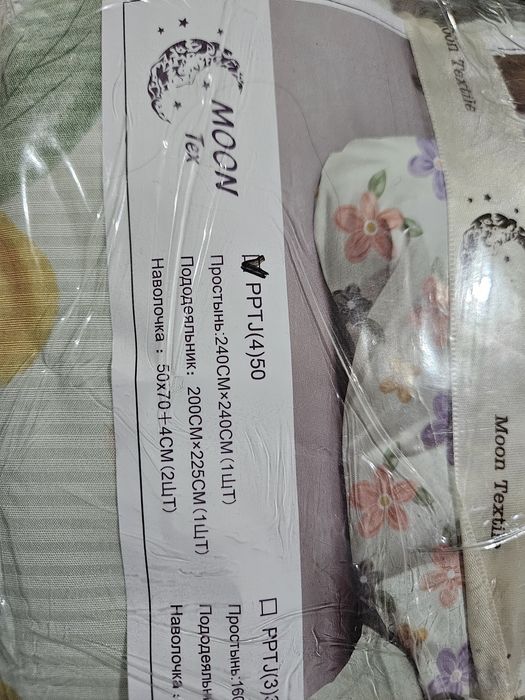 MOON
Tex
☑ PPTJ(4)50
Простынь:240CM×240CM(1ШТ)
Пододеяльник: 200CM×225CM(1ШТ)
Наволочка : 50x70+4CM(2ШТ)
☐ PPTJ(3)
Простынь:160
Наволочка :
Moon Textile
Moon Textil